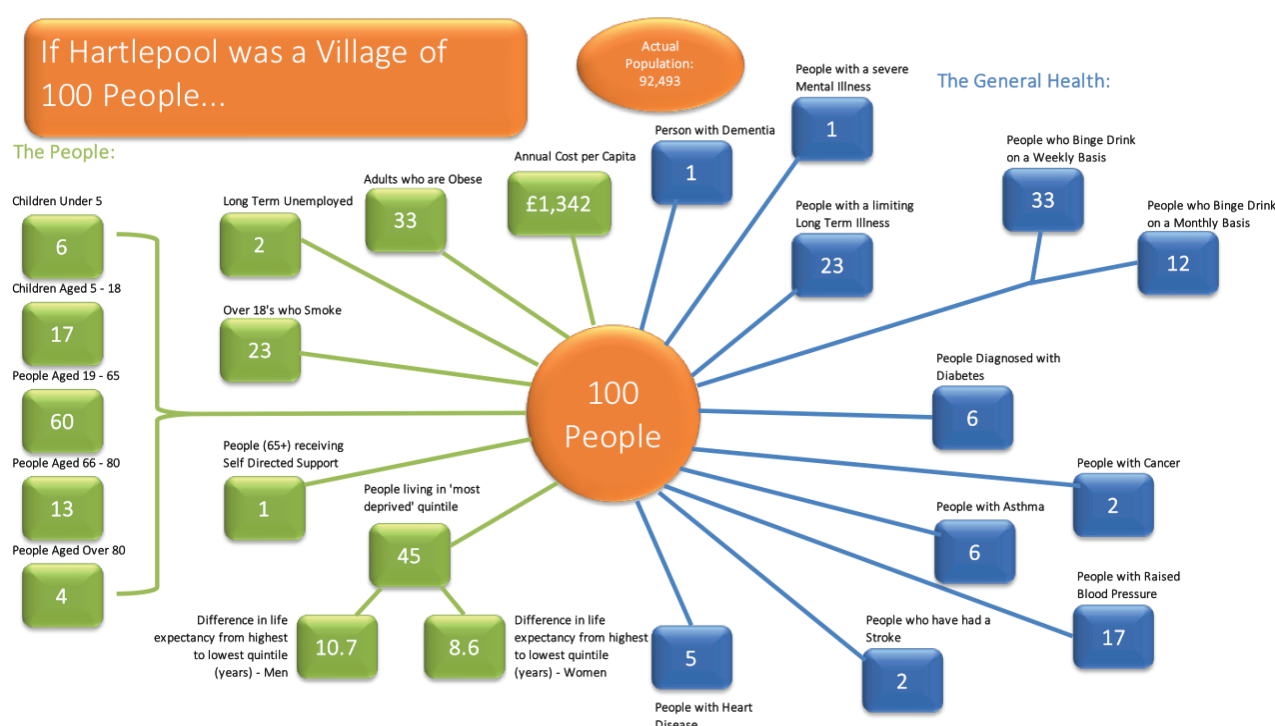 If Hartlepool was a Village of
100 People...
Actual
Population:
92,493
The People:
Children Under 5
6
Children Aged 5 - 18
17
People Aged 19 - 65
60
People Aged 66 - 80
13
People Aged Over 80
4
Long Term Unemployed
2
Adults who are Obese
33
Annual Cost per Capita
£1,342
Over 18's who Smoke
23
People (65+) receiving
Self Directed Support
1
People living in 'most
deprived' quintile
45
Difference in life
expectancy from highest
to lowest quintile
(years) - Men
10.7
8.6
Difference in life
expectancy from highest
to lowest quintile
(years) - Women
100
People
The General Health:
Person with Dementia
1
People with a severe
Mental Illness
1
People with a limiting
Long Term Illness
23
People who Binge Drink
on a Weekly Basis
33
People who Binge Drink
on a Monthly Basis
12
People Diagnosed with
Diabetes
6
People with Cancer
2
People with Asthma
6
People with Raised
Blood Pressure
17
People who have had a
Stroke
2
5
People with Heart
Disease